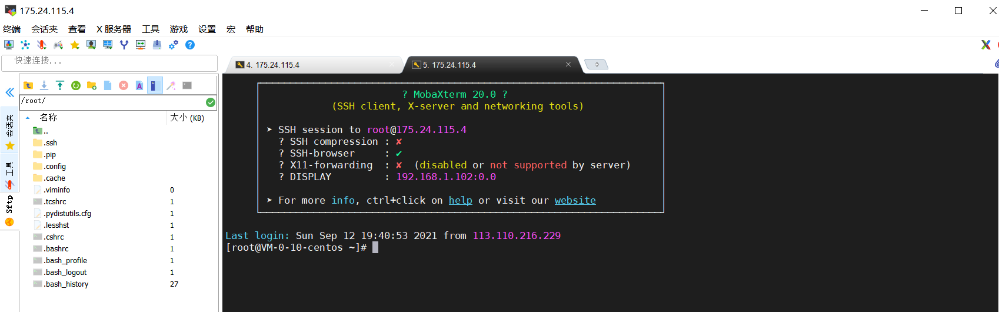 175.24.115.4
终端 会话夹 查看 X 服务器 工具 游戏 设置 宏 帮助
快速连接...
4. 175.24.115.4
5. 175.24.115.4
/root/
名称 大小 (KB)
..
.ssh
.pip
.config
.cache
.viminfo 0
.tcshrc 1
.pydistutils.cfg 1
.lesshst 1
.cshrc 1
.bashrc 1
.bash_profile 1
.bash_logout 1
.bash_history 27
会话夹
工具
Sftp
? MobaXterm 20.0 ?
(SSH client, X-server and networking tools)
➤ SSH session to root@175.24.115.4
? SSH compression : ✘
? SSH-browser : ✔
? X11-forwarding : ✘ (disabled or not supported by server)
? DISPLAY : 192.168.1.102:0.0
➤ For more info, ctrl+click on help or visit our website
Last login: Sun Sep 12 19:40:53 2021 from 113.110.216.229
[root@VM-0-10-centos ~]#